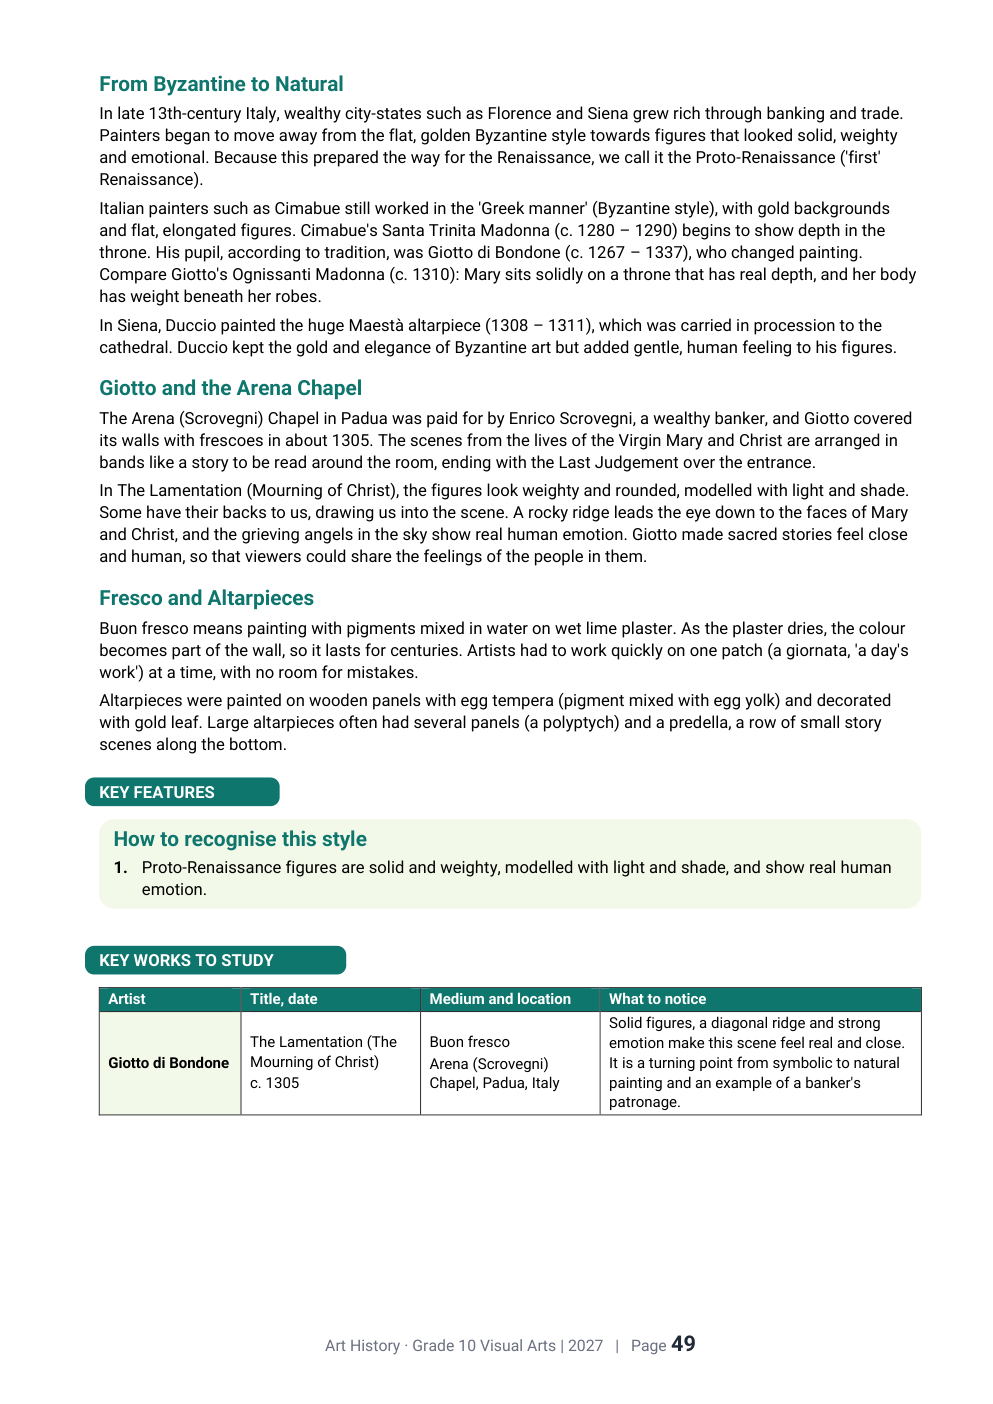 From Byzantine to Natural
In late 13th-century Italy, wealthy city-states such as Florence and Siena grew rich through banking and trade.
Painters began to move away from the flat, golden Byzantine style towards figures that looked solid, weighty
and emotional. Because this prepared the way for the Renaissance, we call it the Proto-Renaissance ('first'
Renaissance).
Italian painters such as Cimabue still worked in the 'Greek manner' (Byzantine style), with gold backgrounds
and flat, elongated figures. Cimabue's Santa Trinita Madonna (c. 1280 – 1290) begins to show depth in the
throne. His pupil, according to tradition, was Giotto di Bondone (c. 1267 – 1337), who changed painting.
Compare Giotto's Ognissanti Madonna (c. 1310): Mary sits solidly on a throne that has real depth, and her body
has weight beneath her robes.
In Siena, Duccio painted the huge Maestà altarpiece (1308 – 1311), which was carried in procession to the
cathedral. Duccio kept the gold and elegance of Byzantine art but added gentle, human feeling to his figures.
Giotto and the Arena Chapel
The Arena (Scrovegni) Chapel in Padua was paid for by Enrico Scrovegni, a wealthy banker, and Giotto covered
its walls with frescoes in about 1305. The scenes from the lives of the Virgin Mary and Christ are arranged in
bands like a story to be read around the room, ending with the Last Judgement over the entrance.
In The Lamentation (Mourning of Christ), the figures look weighty and rounded, modelled with light and shade.
Some have their backs to us, drawing us into the scene. A rocky ridge leads the eye down to the faces of Mary
and Christ, and the grieving angels in the sky show real human emotion. Giotto made sacred stories feel close
and human, so that viewers could share the feelings of the people in them.
Fresco and Altarpieces
Buon fresco means painting with pigments mixed in water on wet lime plaster. As the plaster dries, the colour
becomes part of the wall, so it lasts for centuries. Artists had to work quickly on one patch (a giornata, 'a day's
work') at a time, with no room for mistakes.
Altarpieces were painted on wooden panels with egg tempera (pigment mixed with egg yolk) and decorated
with gold leaf. Large altarpieces often had several panels (a polyptych) and a predella, a row of small story
scenes along the bottom.
KEY FEATURES
How to recognise this style
1. Proto-Renaissance figures are solid and weighty, modelled with light and shade, and show real human
emotion.
KEY WORKS TO STUDY
Artist Title, date Medium and location What to notice
Giotto di Bondone
The Lamentation (The
Mourning of Christ)
c. 1305
Buon fresco
Arena (Scrovegni)
Chapel, Padua, Italy
Solid figures, a diagonal ridge and strong
emotion make this scene feel real and close.
It is a turning point from symbolic to natural
painting and an example of a banker's
patronage.
Art History · Grade 10 Visual Arts | 2027 | Page 49